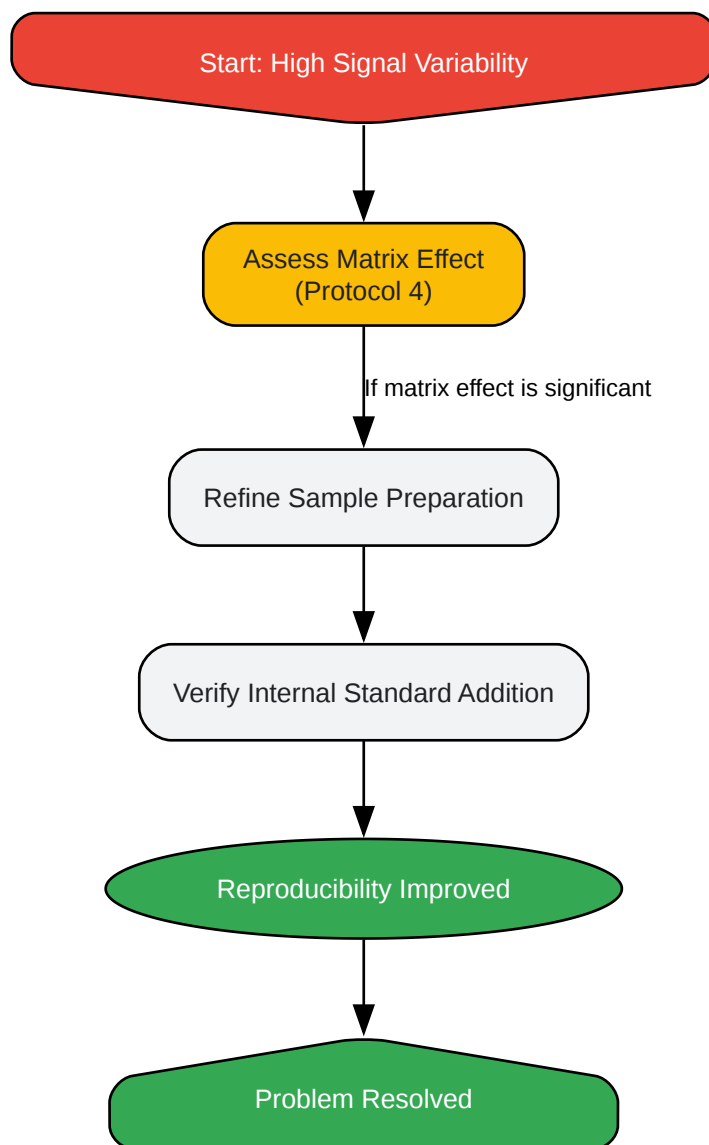 Start: High Signal Variability
Assess Matrix Effect
(Protocol 4)
If matrix effect is significant
Refine Sample Preparation
Verify Internal Standard Addition
Reproducibility Improved
Problem Resolved